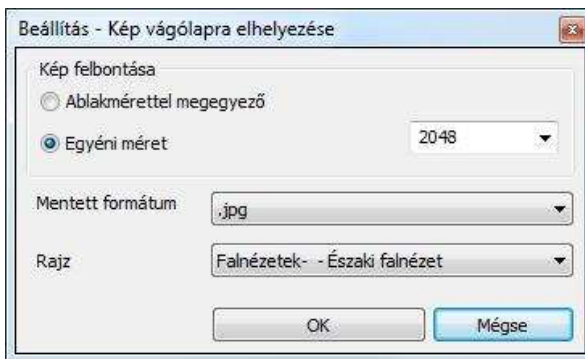 Beállítás - Kép vágólapra elhelyezése
Kép felbontása
Ablakmérettel megegyező
Egyéni méret
2048
Mentett formátum
.jpg
Rajz
Falnézetek- - Északi falnézet
OK
Mégse